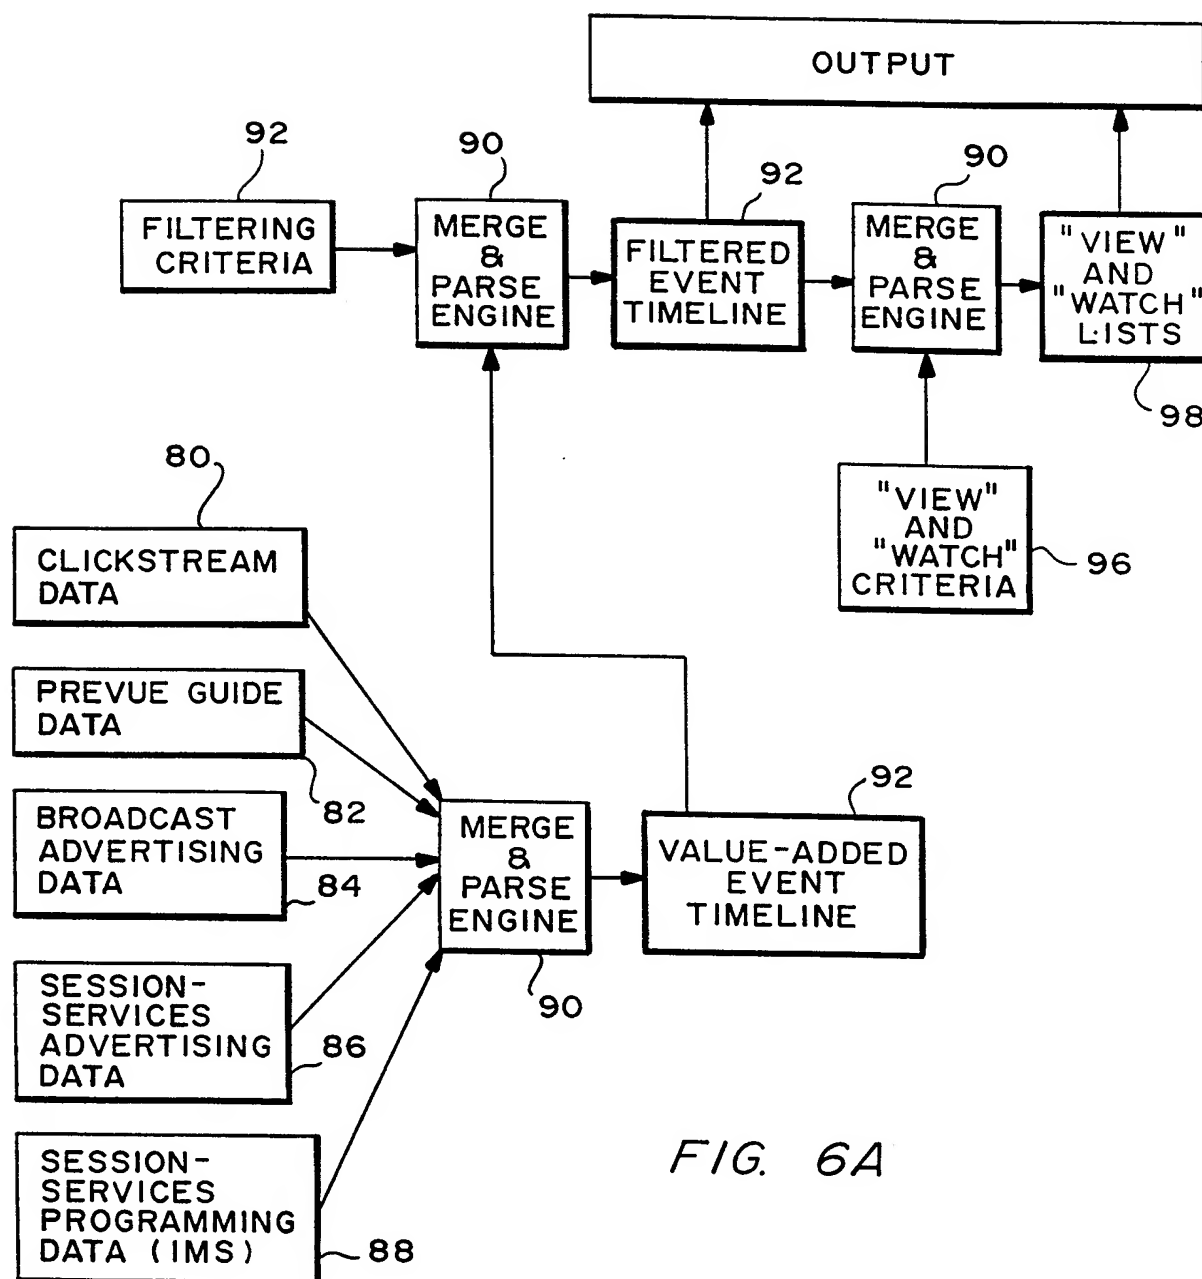 OUTPUT
92
FILTERING
CRITERIA
90
MERGE
&
PARSE
ENGINE
92
FILTERED
EVENT
TIMELINE
90
MERGE
&
PARSE
ENGINE
"VIEW"
AND
"WATCH"
LISTS
98
"VIEW"
AND
"WATCH"
CRITERIA
96
80
CLICKSTREAM
DATA
PREVUE GUIDE
DATA
82
BROADCAST
ADVERTISING
DATA
84
SESSION-
SERVICES
ADVERTISING
DATA
86
SESSION-
SERVICES
PROGRAMMING
DATA (IMS)
88
MERGE
&
PARSE
ENGINE
90
92
VALUE-ADDED
EVENT
TIMELINE
FIG. 6A